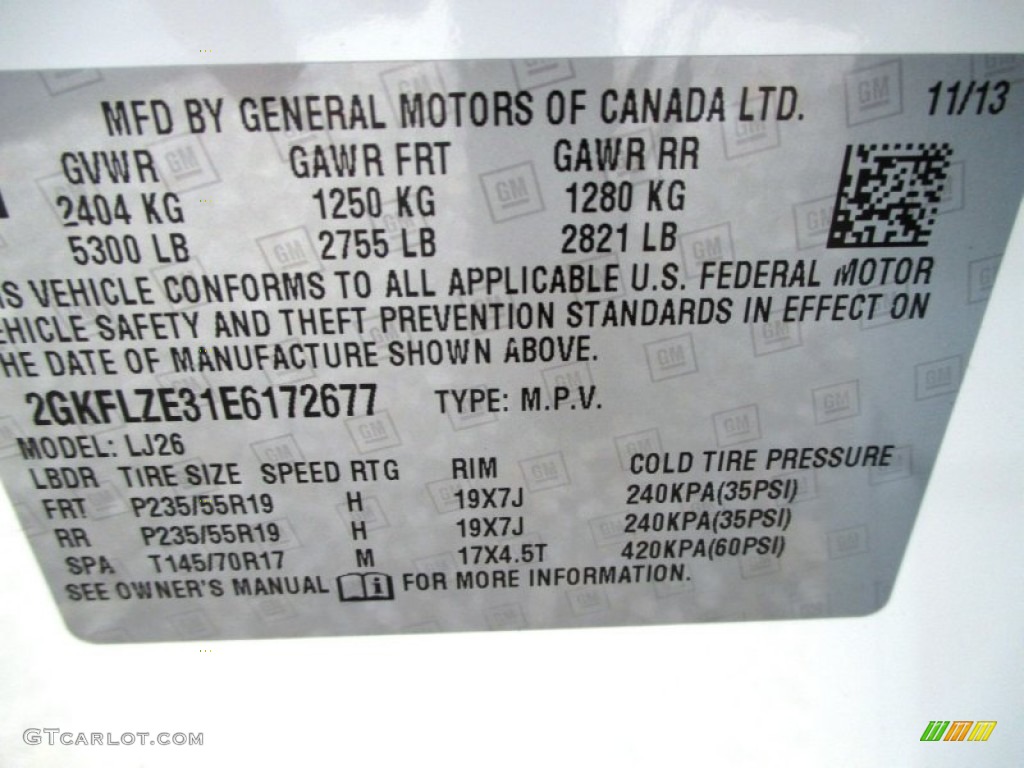 MFD BY GENERAL MOTORS OF CANADA LTD. 11/13
GVWR GAWR FRT GAWR RR
2404 KG 1250 KG 1280 KG
5300 LB 2755 LB 2821 LB
IS VEHICLE CONFORMS TO ALL APPLICABLE U.S. FEDERAL MOTOR
EHICLE SAFETY AND THEFT PREVENTION STANDARDS IN EFFECT ON
HE DATE OF MANUFACTURE SHOWN ABOVE.
2GKFLZE31E6172677 TYPE: M.P.V.
MODEL: LJ26
LBDR TIRE SIZE SPEED RTG RIM COLD TIRE PRESSURE
FRT P235/55R19 H 19X7J 240KPA(35PSI)
RR P235/55R19 H 19X7J 240KPA(35PSI)
SPA T145/70R17 M 17X4.5T 420KPA(60PSI)
SEE OWNER'S MANUAL FOR MORE INFORMATION.
GTCARLOT.COM